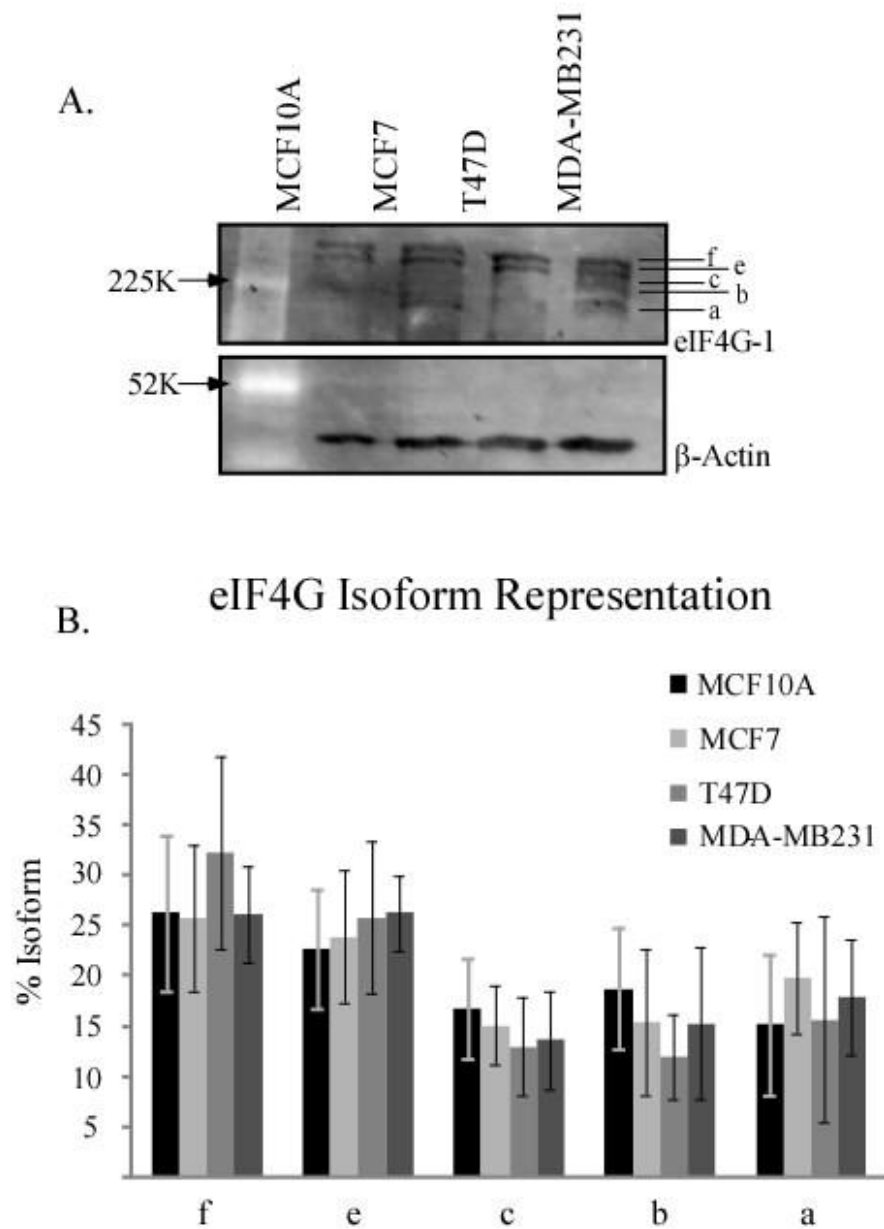 A.
MCF10A
MCF7
T47D
MDA-MB231
225K
f
e
c
b
a
eIF4G-1
52K
β-Actin
eIF4G Isoform Representation
B.
MCF10A
MCF7
T47D
MDA-MB231
% Isoform
45
40
35
30
25
20
15
10
5
f
e
c
b
a